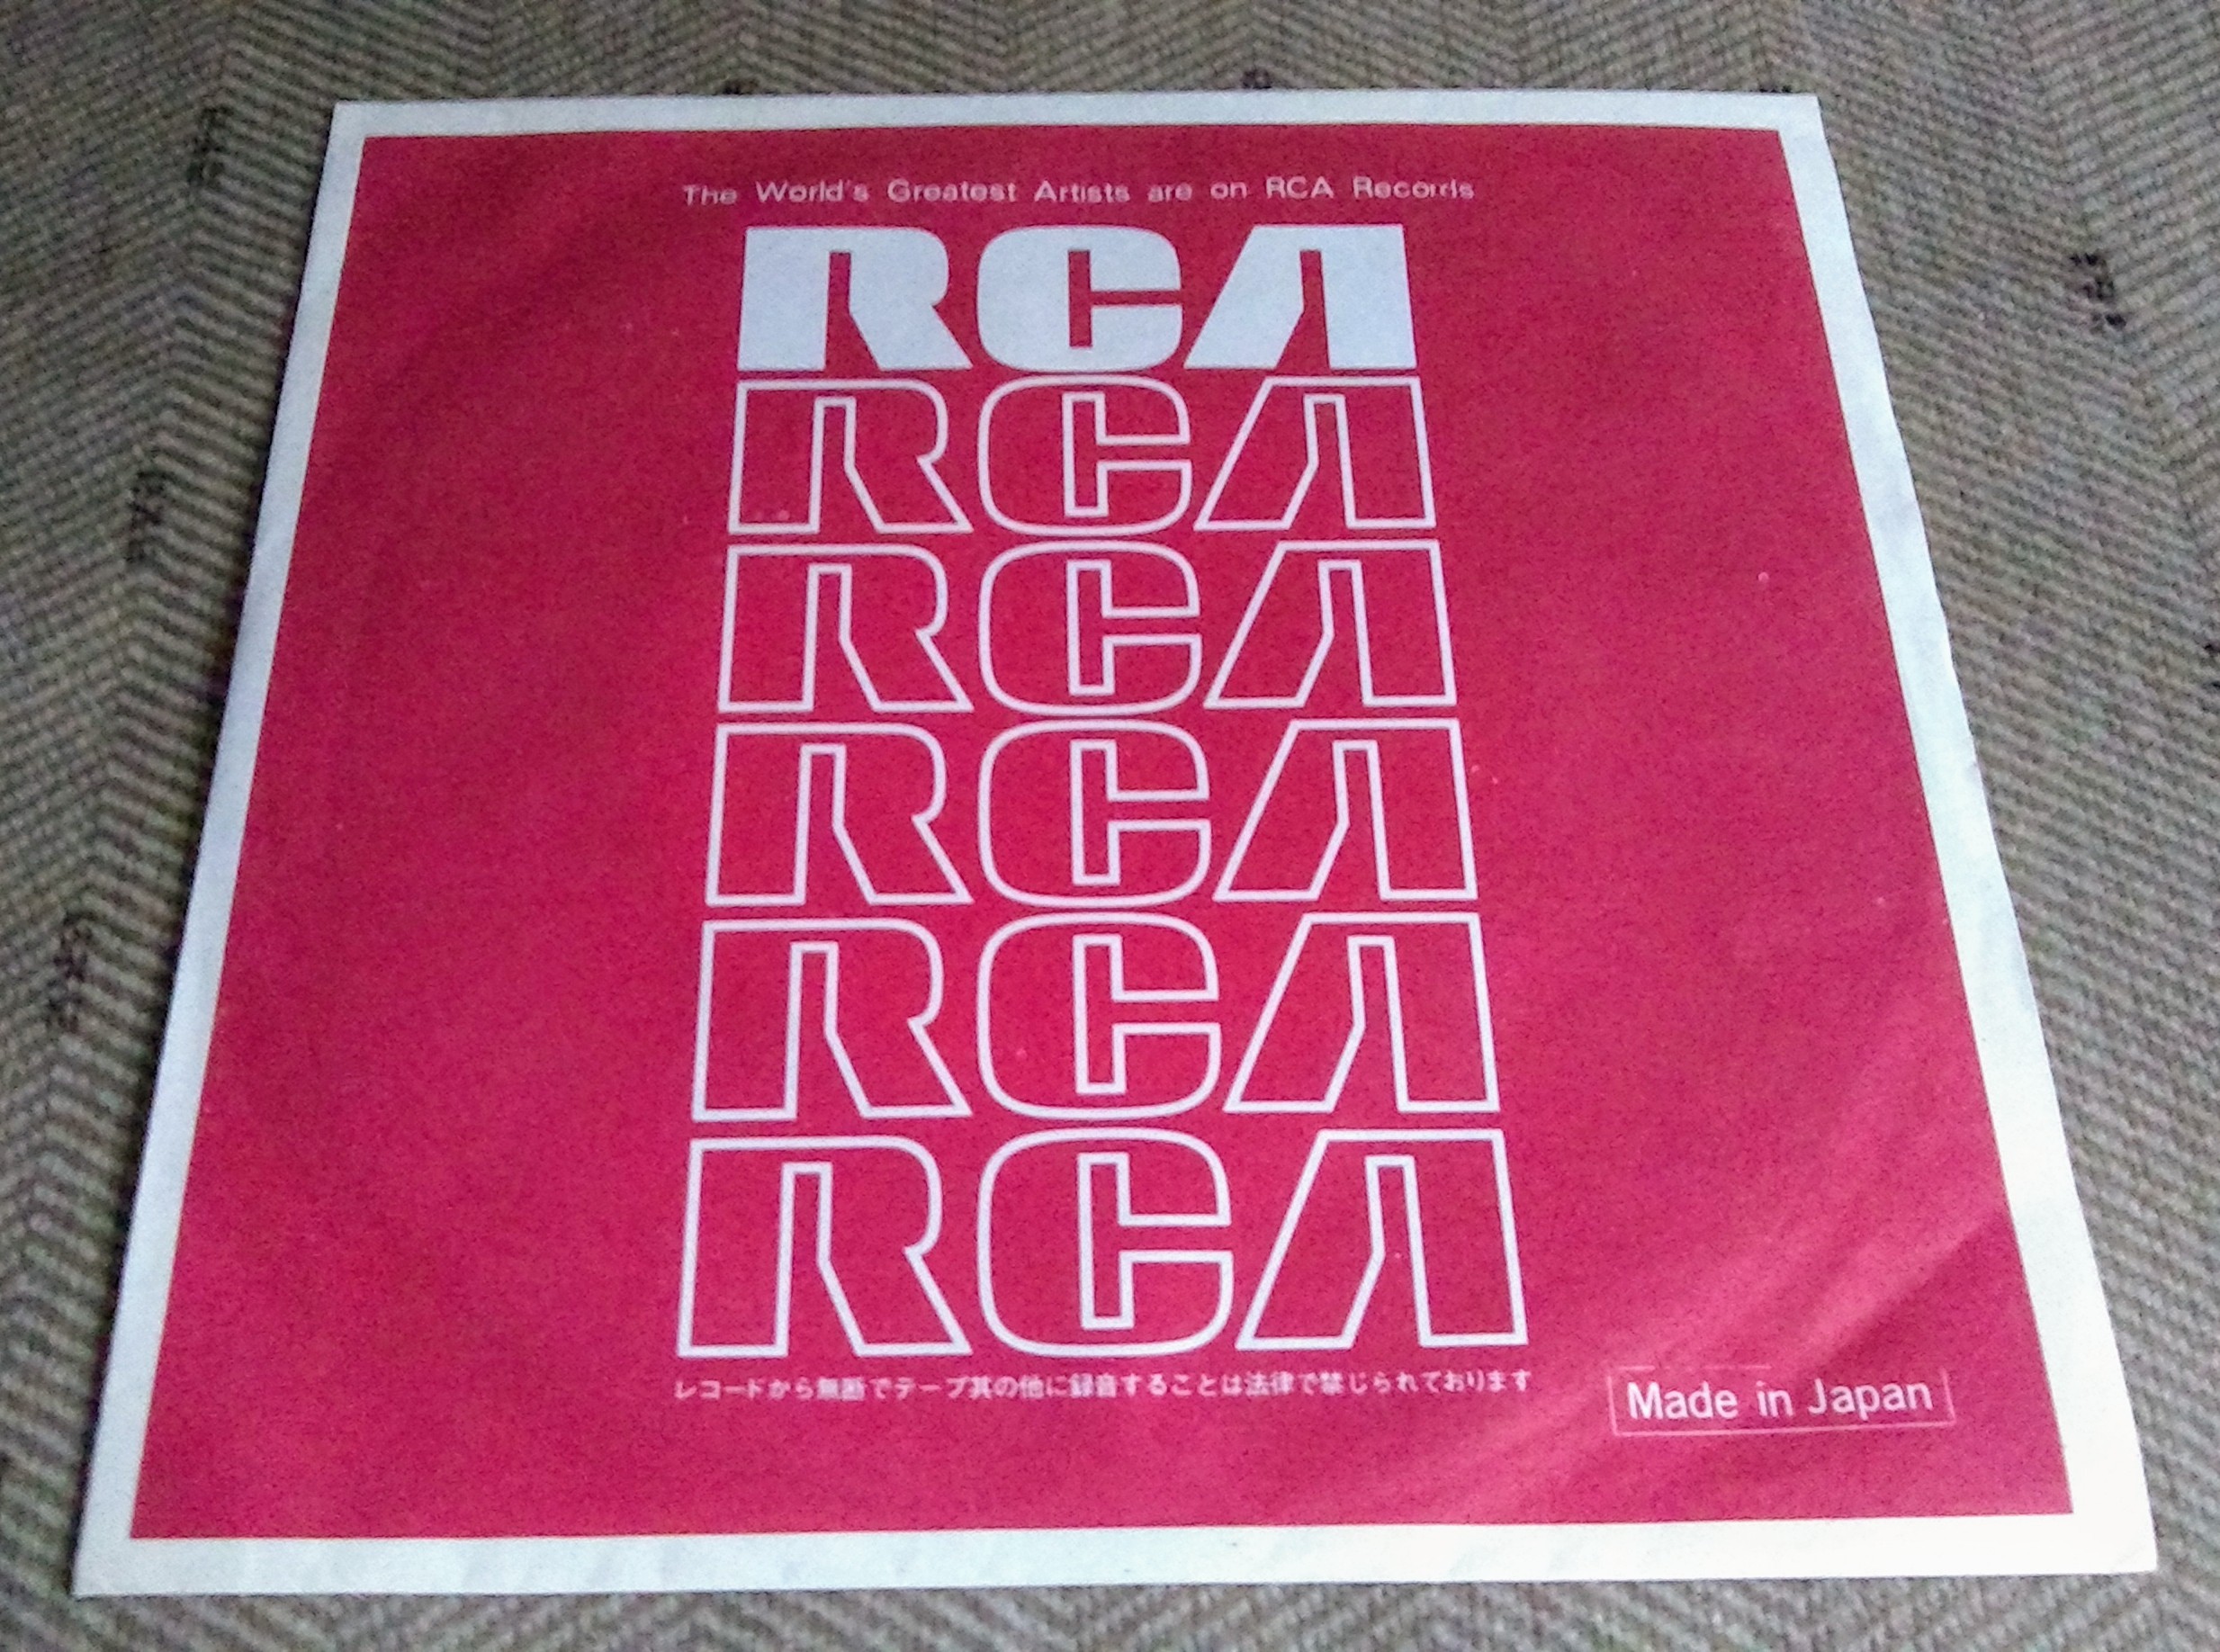 The World's Greatest Artists are on RCA Records
RCA
RCA
RCA
RCA
RCA
RCA
レコードから無断でテープ其の他に録音することは法律で禁じられております
Made in Japan